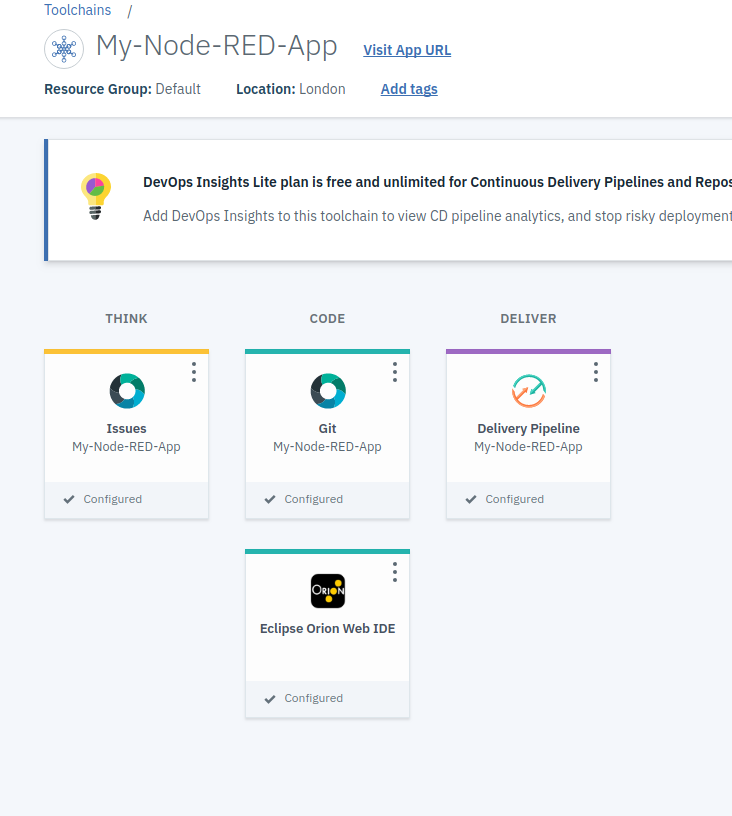 Toolchains /
My-Node-RED-App Visit App URL
Resource Group: Default Location: London Add tags
DevOps Insights Lite plan is free and unlimited for Continuous Delivery Pipelines and Repos
Add DevOps Insights to this toolchain to view CD pipeline analytics, and stop risky deployment
THINK CODE DELIVER
Issues Git Delivery Pipeline
My-Node-RED-App My-Node-RED-App My-Node-RED-App
Configured Configured Configured
ORION
Eclipse Orion Web IDE
Configured